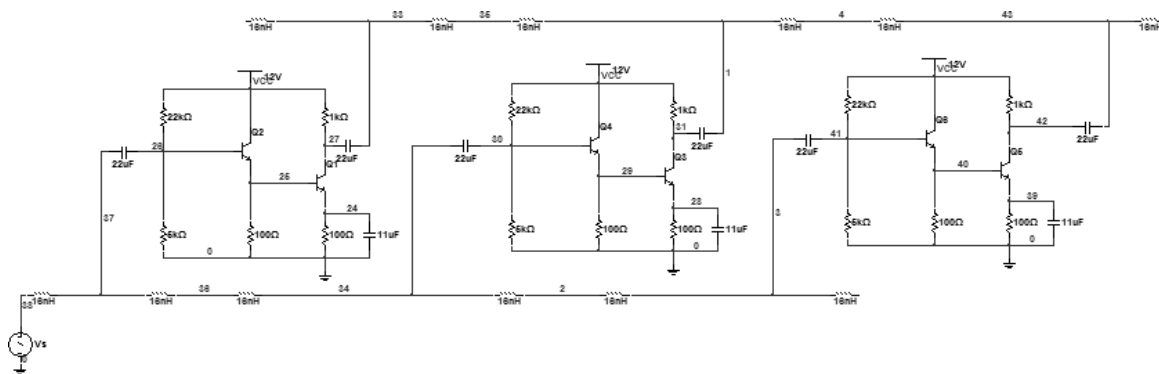 33 35 4 43
16nH 16nH 16nH 16nH 16nH 16nH
12V 12V 12V
VCC VCC VCC
1
22kΩ 1kΩ 22kΩ 1kΩ 22kΩ 1kΩ
Q2 27 Q4 31 Q6 42
26 30 41
22uF 22uF 22uF 22uF 22uF 22uF
Q1 Q3 Q5
25 29 40
37 24 28 3 39
5kΩ 100Ω 100Ω 11uF 5kΩ 100Ω 100Ω 11uF 5kΩ 100Ω 100Ω 11uF
0 0 0
38 36 34 2
16nH 16nH 16nH 16nH 16nH 16nH
Vs
0